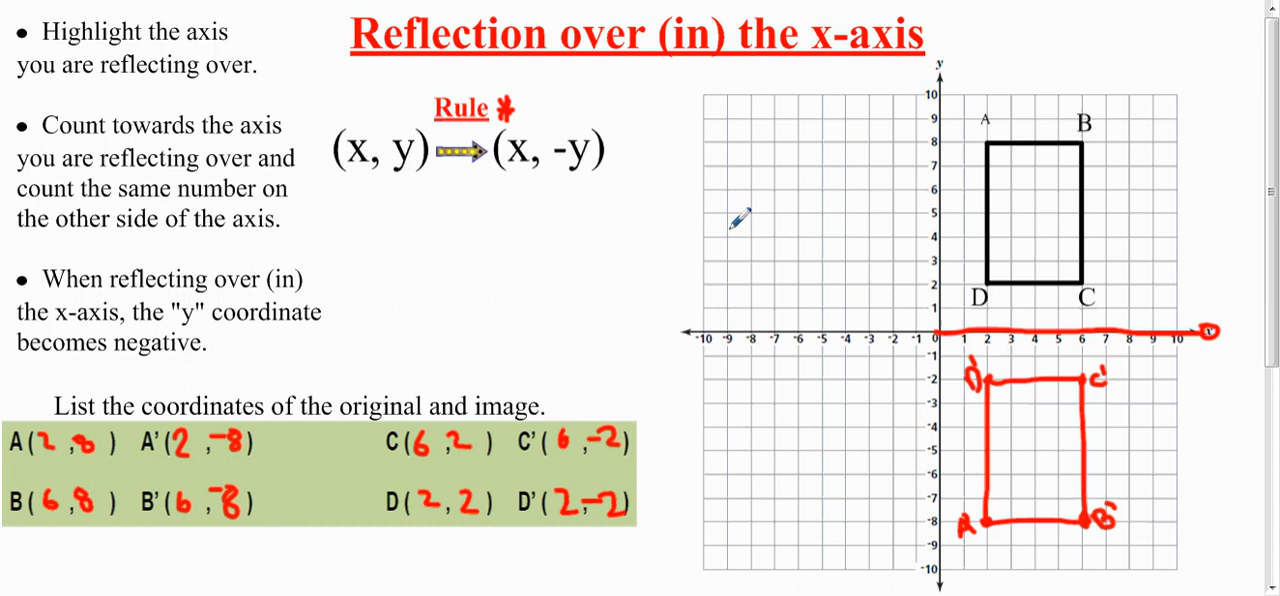 Reflection over (in) the x-axis
• Highlight the axis
you are reflecting over.
• Count towards the axis
you are reflecting over and
count the same number on
the other side of the axis.
• When reflecting over (in)
the x-axis, the "y" coordinate
becomes negative.
Rule *
(x, y) (x, -y)
List the coordinates of the original and image.
A(2,8) A'(2,-8) C(6,2) C'(6,-2)
B(6,8) B'(6,-8) D(2,2) D'(2,-2)
y
10
9 A B
8
7
6
5
4
3
2 D C
1
-10 -9 -8 -7 -6 -5 -4 -3 -2 -1 0 1 2 3 4 5 6 7 8 9 10
-1
-2 D' C'
-3
-4
-5
-6
-7
-8 A' B'
-9
-10